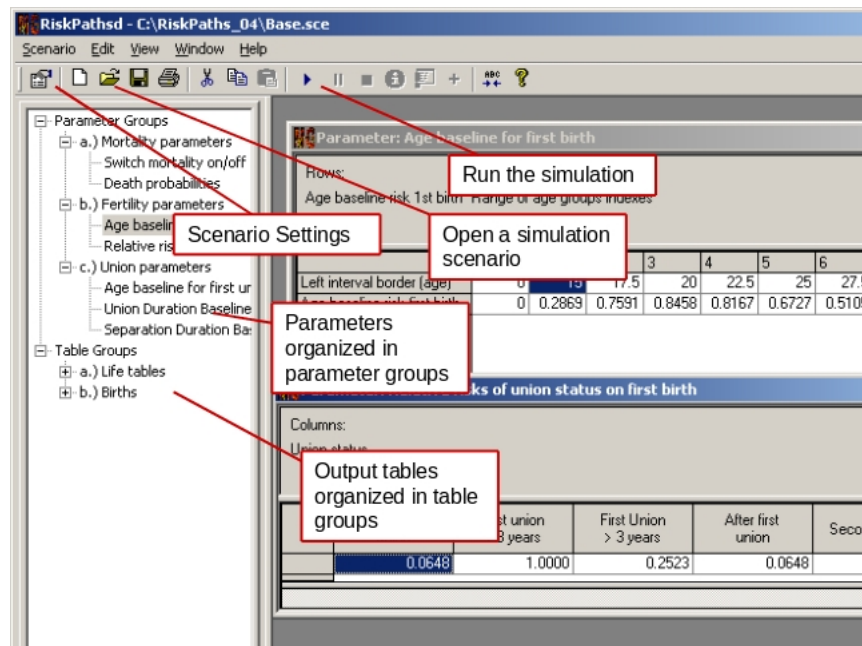 RiskPathsd - C:\RiskPaths_04\Base.sce
Scenario Edit View Window Help
ABC
Parameter Groups
a.) Mortality parameters
Switch mortality on/off
Death probabilities
b.) Fertility parameters
Age baselin
Relative ris
c.) Union parameters
Age baseline for first ur
Union Duration Baseline
Separation Duration Ba
Table Groups
a.) Life tables
b.) Births
Scenario Settings
Parameters
organized in
parameter groups
Output tables
organized in table
groups
Run the simulation
Open a simulation
scenario
Parameter: Age baseline for first birth
Rows:
Age baseline risk 1st birth Range of age groups indexes
3 4 5 6
Left interval border (age) 0 15 17.5 20 22.5 25 27.5
Age baseline risk first birth 0 0.2869 0.7591 0.8458 0.8167 0.6727 0.5105
sks of union status on first birth
Columns:
Union status
st union
3 years
First Union
> 3 years
After first
union
Seco
0.0648 1.0000 0.2523 0.0648